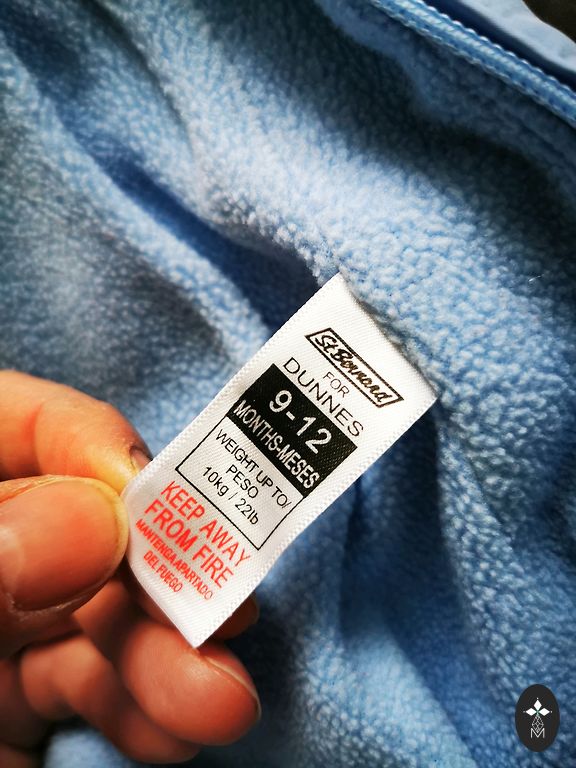 St. Bernard
FOR
DUNNES
9-12
MONTHS-MESES
WEIGHT UP TO/
PESO
10kg / 22lb
KEEP AWAY
FROM FIRE
MANTENGA APARTADO
DEL FUEGO
M